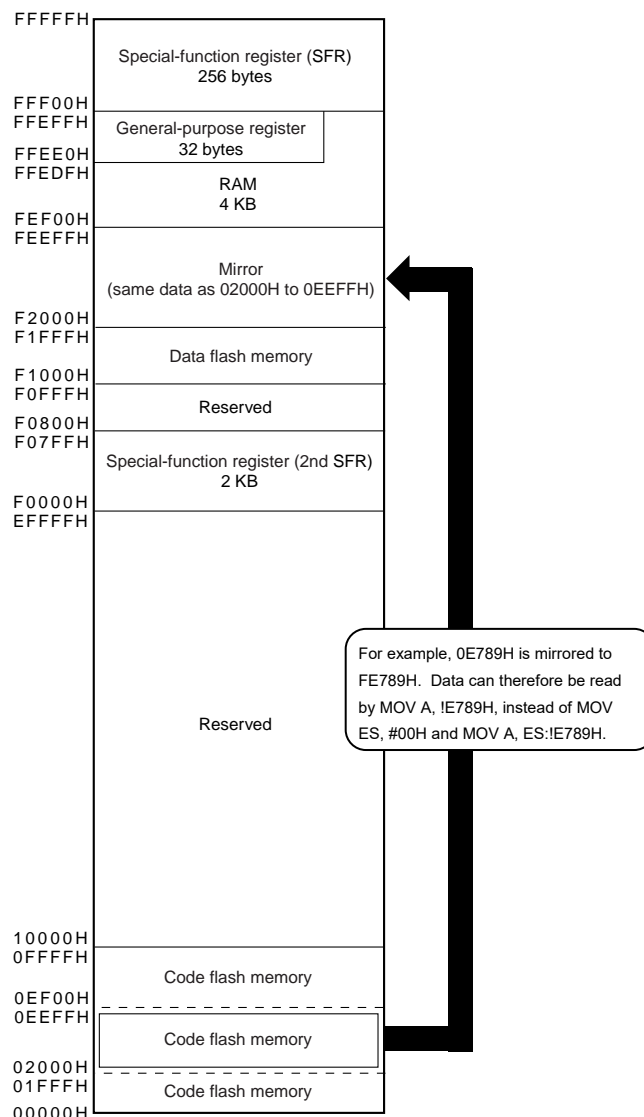 FFFFFH
Special-function register (SFR)
256 bytes
FFF00H
FFEFFH
General-purpose register
32 bytes
FFEE0H
FFEDFH
RAM
4 KB
FEF00H
FEEFFH
Mirror
(same data as 02000H to 0EEFFH)
F2000H
F1FFFH
Data flash memory
F1000H
F0FFFH
Reserved
F0800H
F07FFH
Special-function register (2nd SFR)
2 KB
F0000H
EFFFFH
For example, 0E789H is mirrored to
FE789H. Data can therefore be read
by MOV A, !E789H, instead of MOV
ES, #00H and MOV A, ES:!E789H.
Reserved
10000H
0FFFFH
Code flash memory
0EF00H
0EEFFH
Code flash memory
02000H
01FFFH
Code flash memory
00000H